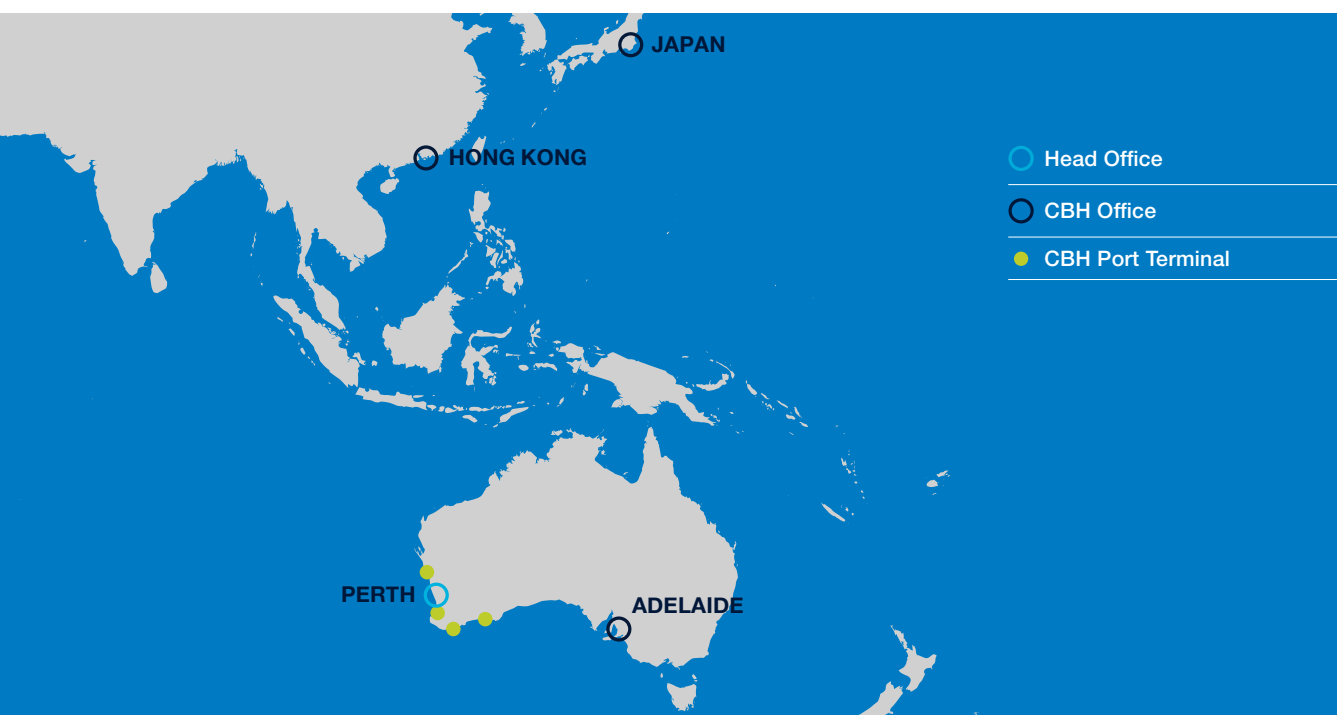 JAPAN
HONG KONG
Head Office
CBH Office
CBH Port Terminal
PERTH
ADELAIDE